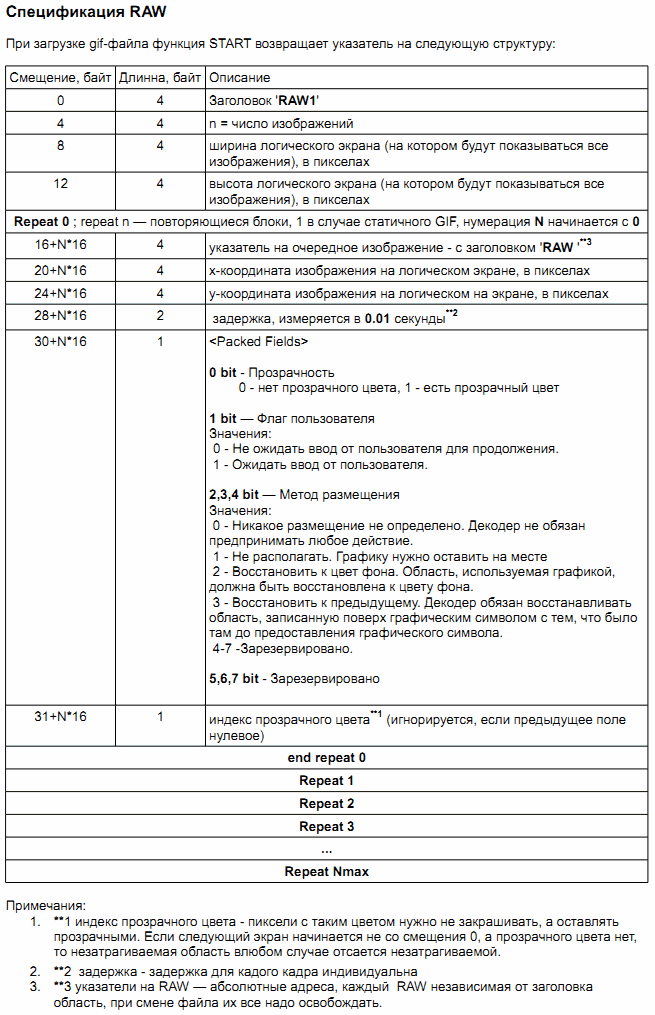 Спецификация RAW
При загрузке gif-файла функция START возвращает указатель на следующую структуру:
Смещение, байт Длинна, байт Описание
0 4 Заголовок 'RAW1'
4 4 n = число изображений
8 4 ширина логического экрана (на котором будут показываться все
изображения), в пикселах
12 4 высота логического экрана (на котором будут показываться все
изображения), в пикселах
Repeat 0 ; repeat n — повторяющиеся блоки, 1 в случае статичного GIF, нумерация N начинается с 0
16+N*16 4 указатель на очередное изображение - с заголовком 'RAW '**3
20+N*16 4 x-координата изображения на логическом экране, в пикселах
24+N*16 4 y-координата изображения на логическом на экране, в пикселах
28+N*16 2 задержка, измеряется в 0.01 секунды**2
30+N*16 1 <Packed Fields>
0 bit - Прозрачность
0 - нет прозрачного цвета, 1 - есть прозрачный цвет
1 bit — Флаг пользователя
Значения:
0 - Не ожидать ввод от пользователя для продолжения.
1 - Ожидать ввод от пользователя.
2,3,4 bit — Метод размещения
Значения:
0 - Никакое размещение не определено. Декодер не обязан
предпринимать любое действие.
1 - Не располагать. Графику нужно оставить на месте
2 - Восстановить к цвет фона. Область, используемая графикой,
должна быть восстановлена к цвету фона.
3 - Восстановить к предыдущему. Декодер обязан восстанавливать
область, записанную поверх графическим символом с тем, что было
там до предоставления графического символа.
4-7 -Зарезервировано.
5,6,7 bit - Зарезервировано
31+N*16 1 индекс прозрачного цвета**1 (игнорируется, если предыдущее поле
нулевое)
end repeat 0
Repeat 1
Repeat 2
Repeat 3
...
Repeat Nmax
Примечания:
1. **1 индекс прозрачного цвета - пиксели с таким цветом нужно не закрашивать, а оставлять
прозрачными. Если следующий экран начинается не со смещения 0, а прозрачного цвета нет,
то незатрагиваемая область влюбом случае отсается незатрагиваемой.
2. **2 задержка - задержка для кадого кадра индивидуальна
3. **3 указатели на RAW — абсолютные адреса, каждый RAW независимая от заголовка
область, при смене файла их все надо освобождать.